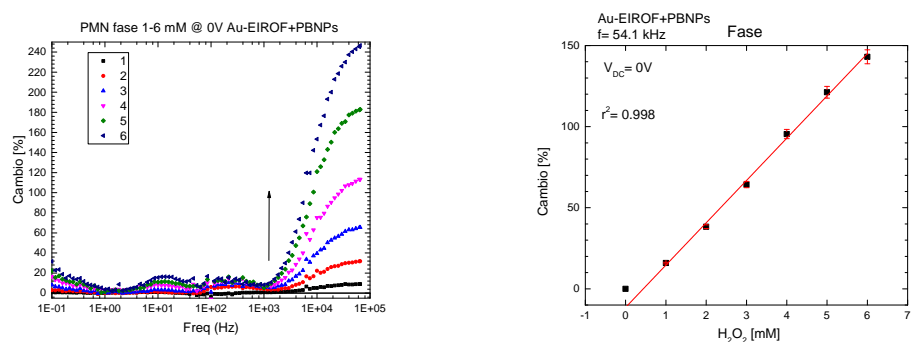 PMN fase 1-6 mM @ 0V Au-EIROF+PBNPs
240
220
200
180
160
140
120
100
80
60
40
20
0
Cambio [%]
1
2
3
4
5
6
1E-01 1E+00 1E+01 1E+02 1E+03 1E+04 1E+05
Freq (Hz)
Au-EIROF+PBNPs
f= 54.1 kHz
Fase
150
100
50
0
Cambio [%]
V_DC= 0V
r²= 0.998
-1 0 1 2 3 4 5 6 7
H₂O₂ [mM]